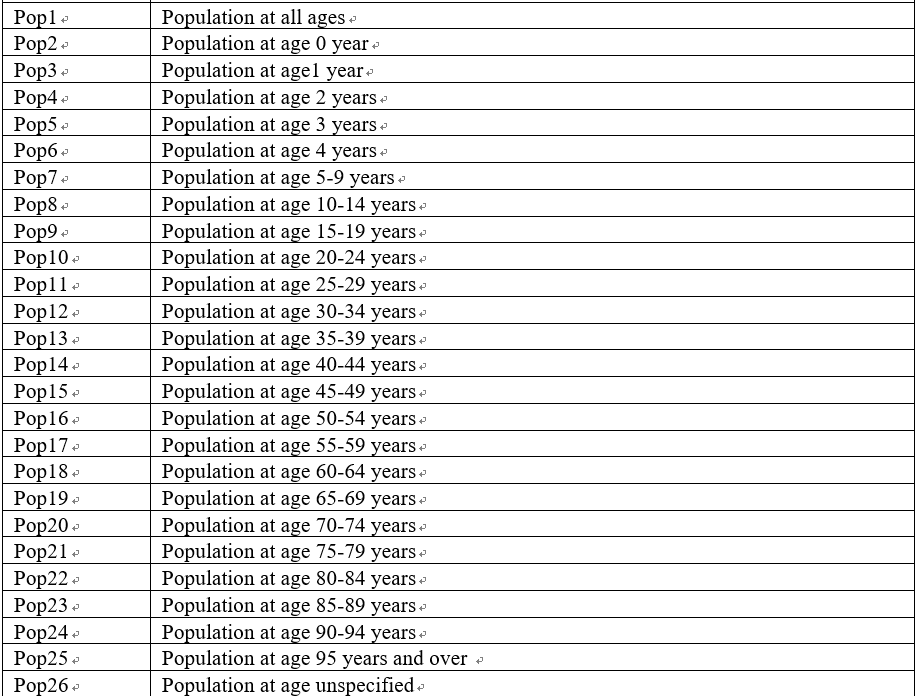 Pop1 Population at all ages
Pop2 Population at age 0 year
Pop3 Population at age1 year
Pop4 Population at age 2 years
Pop5 Population at age 3 years
Pop6 Population at age 4 years
Pop7 Population at age 5-9 years
Pop8 Population at age 10-14 years
Pop9 Population at age 15-19 years
Pop10 Population at age 20-24 years
Pop11 Population at age 25-29 years
Pop12 Population at age 30-34 years
Pop13 Population at age 35-39 years
Pop14 Population at age 40-44 years
Pop15 Population at age 45-49 years
Pop16 Population at age 50-54 years
Pop17 Population at age 55-59 years
Pop18 Population at age 60-64 years
Pop19 Population at age 65-69 years
Pop20 Population at age 70-74 years
Pop21 Population at age 75-79 years
Pop22 Population at age 80-84 years
Pop23 Population at age 85-89 years
Pop24 Population at age 90-94 years
Pop25 Population at age 95 years and over
Pop26 Population at age unspecified